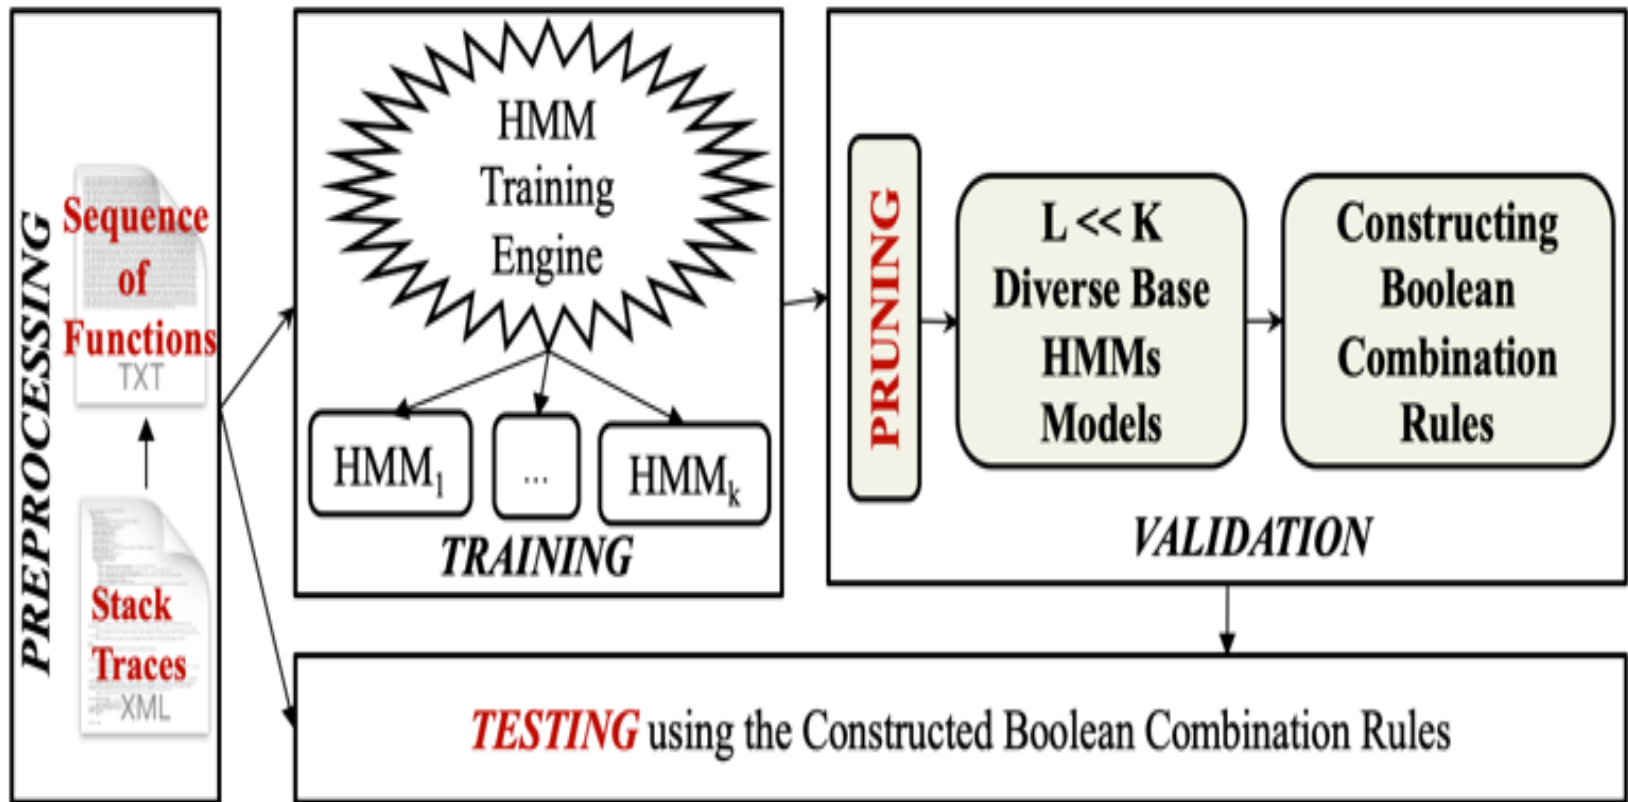 PREPROCESSING
Sequence
of
Functions
TXT
Stack
Traces
XML
HMM
Training
Engine
HMM₁
...
HMMₖ
TRAINING
PRUNING
L << K
Diverse Base
HMMs
Models
Constructing
Boolean
Combination
Rules
VALIDATION
TESTING using the Constructed Boolean Combination Rules